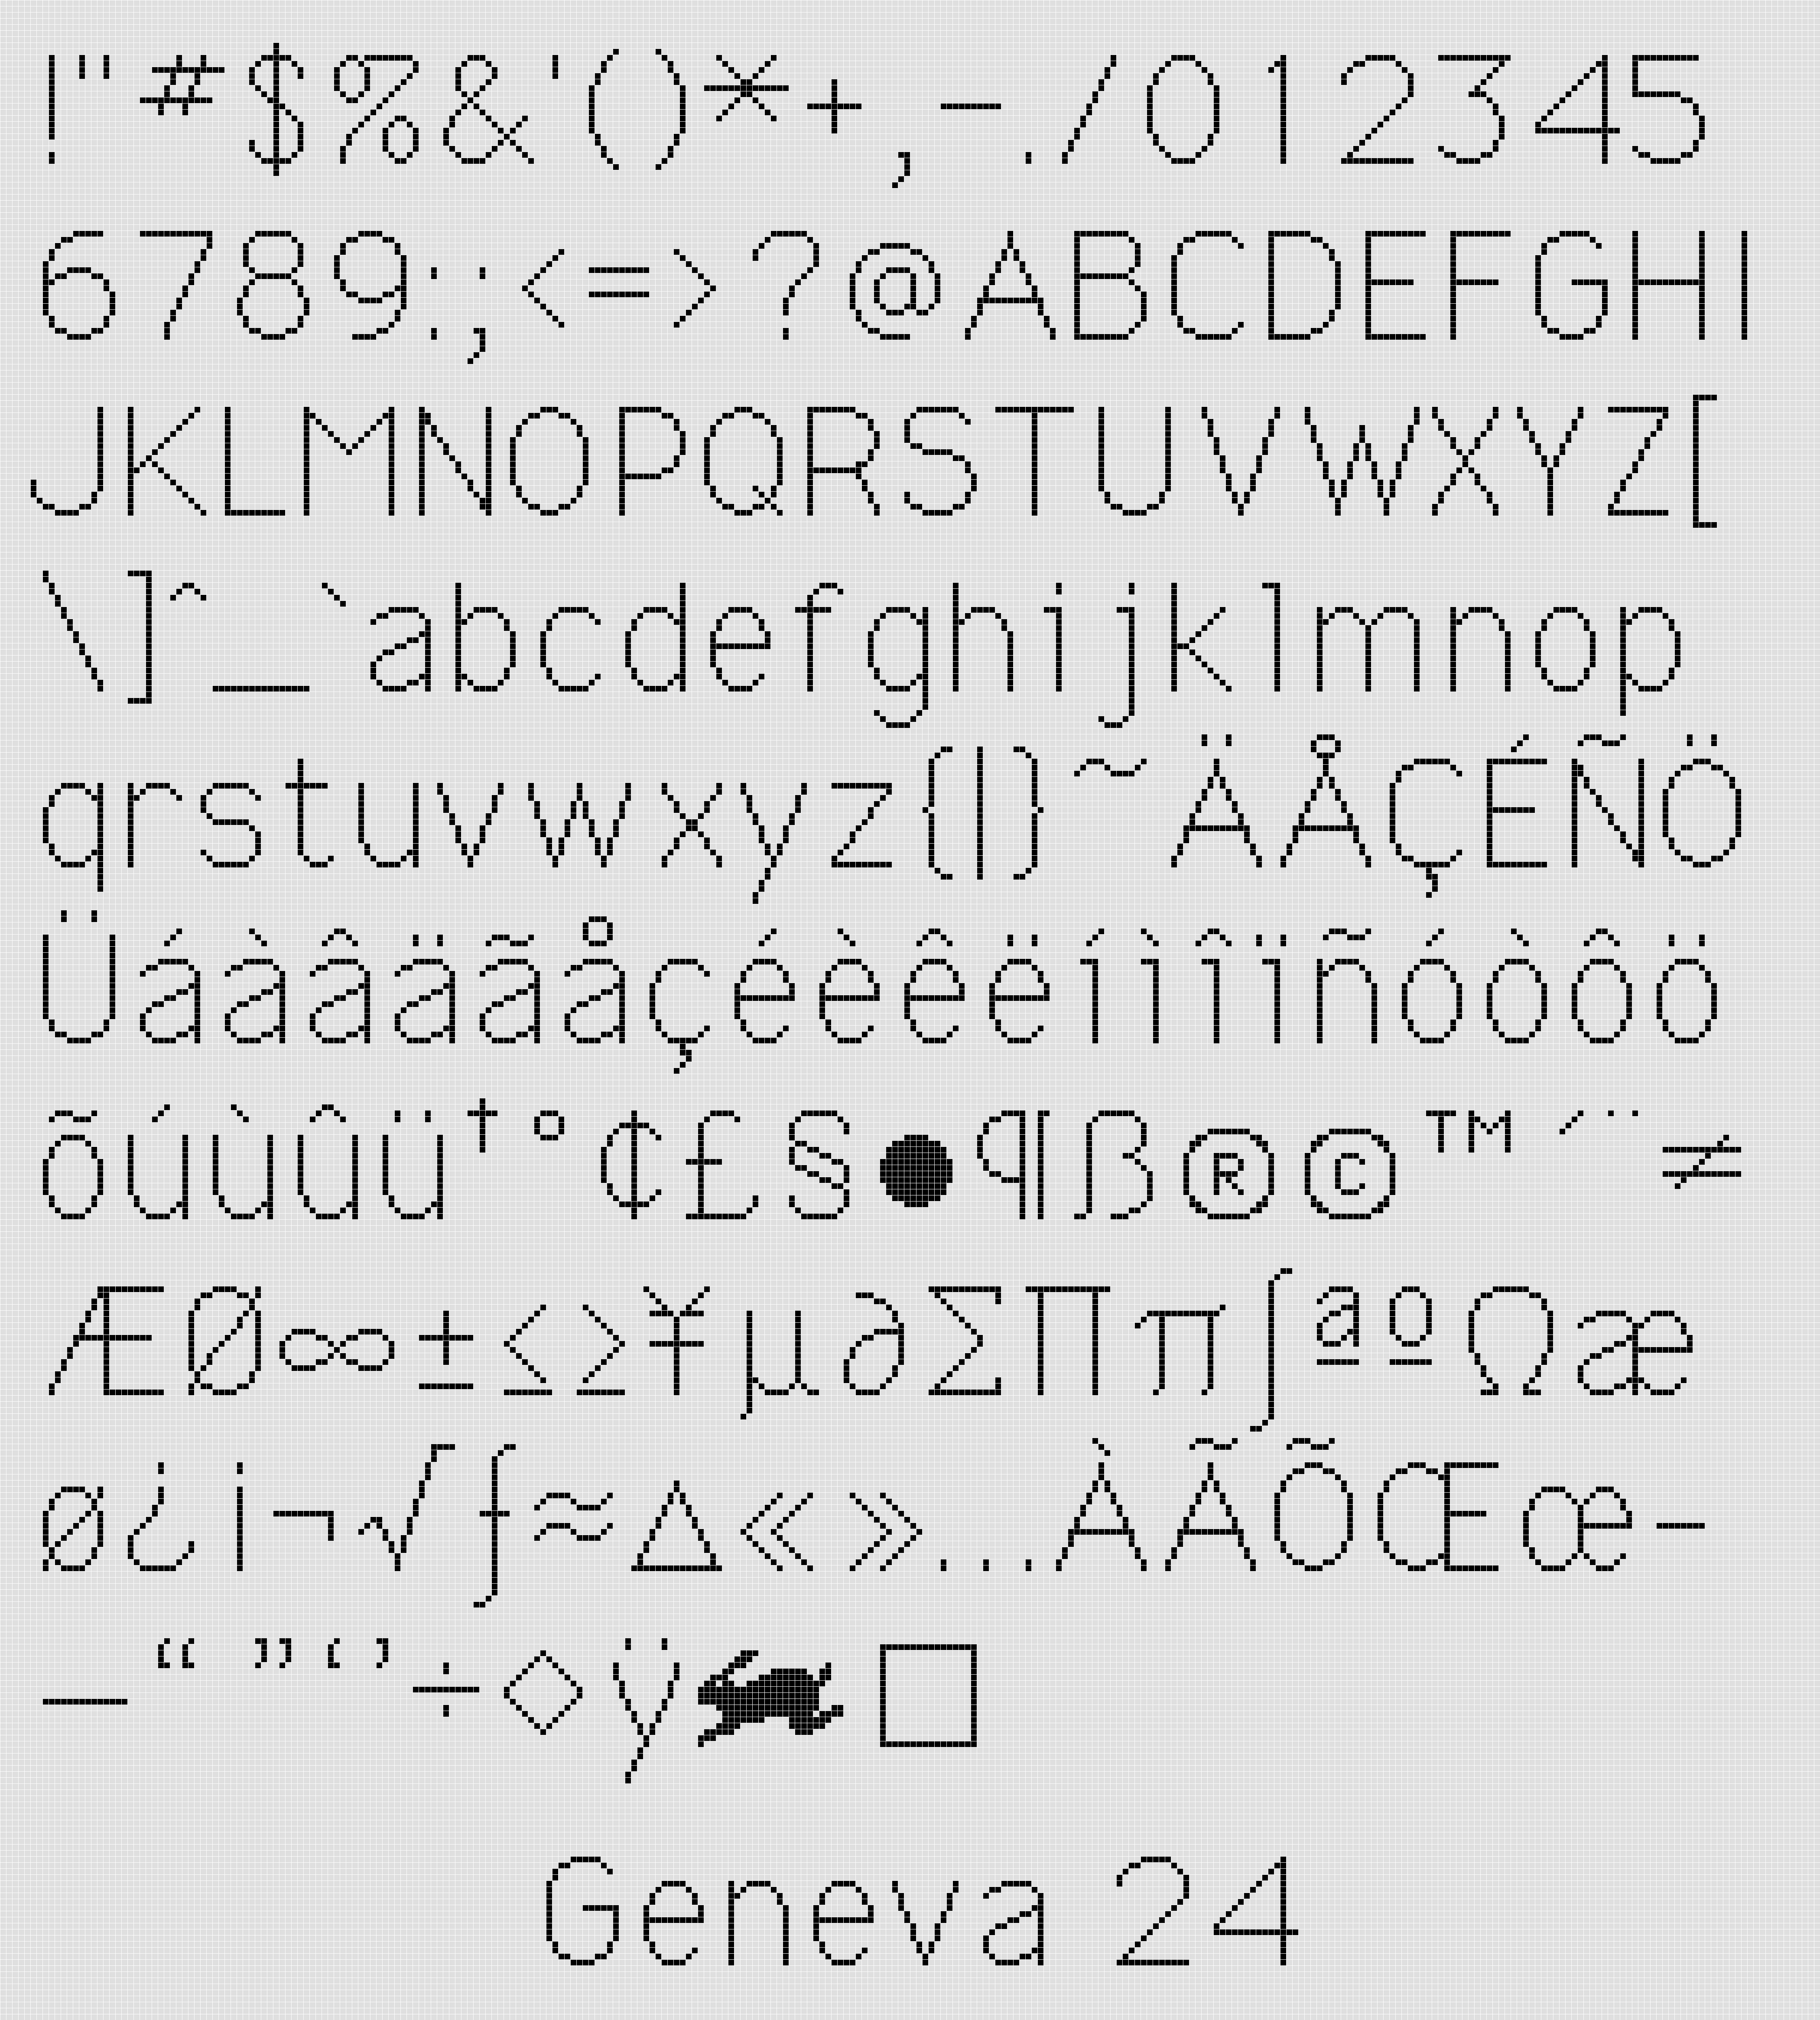 !"#$%&'()*+,-./012345
6789:;<=>?@ABCDEFGHI
JKLMNOPQRSTUVWXYZ[
\]^_`abcdefghijklmnop
qrstuvwxyz{|}~ÄÅÇÉÑÖ
Üáàâäãåçéèêëíìîïñóòôö
õúùûü†°¢£§●¶ß®©™´¨≠
ÆØ∞±≤≥¥µ∂∑∏π∫ªºΩæ
ø¿¡¬√ƒ≈∆«»…ÀÃÕŒœ–
—“”‘’÷◊ÿ🐇□
Geneva 24